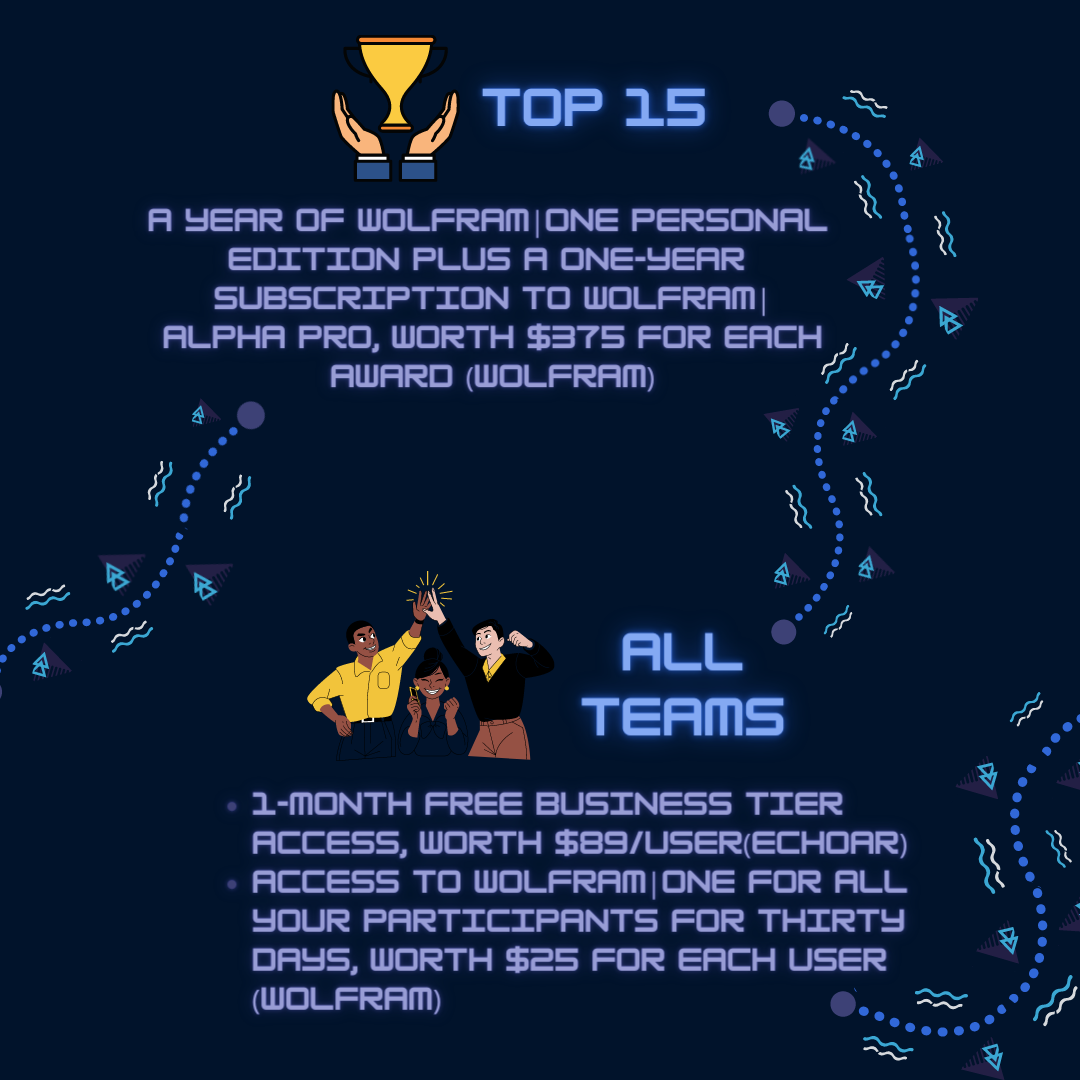 TOP 15
A YEAR OF WOLFRAM|ONE PERSONAL
EDITION PLUS A ONE-YEAR
SUBSCRIPTION TO WOLFRAM|
ALPHA PRO, WORTH $375 FOR EACH
AWARD (WOLFRAM)
ALL
TEAMS
• 1-MONTH FREE BUSINESS TIER
ACCESS, WORTH $89/USER(ECHOAR)
• ACCESS TO WOLFRAM|ONE FOR ALL
YOUR PARTICIPANTS FOR THIRTY
DAYS, WORTH $25 FOR EACH USER
(WOLFRAM)